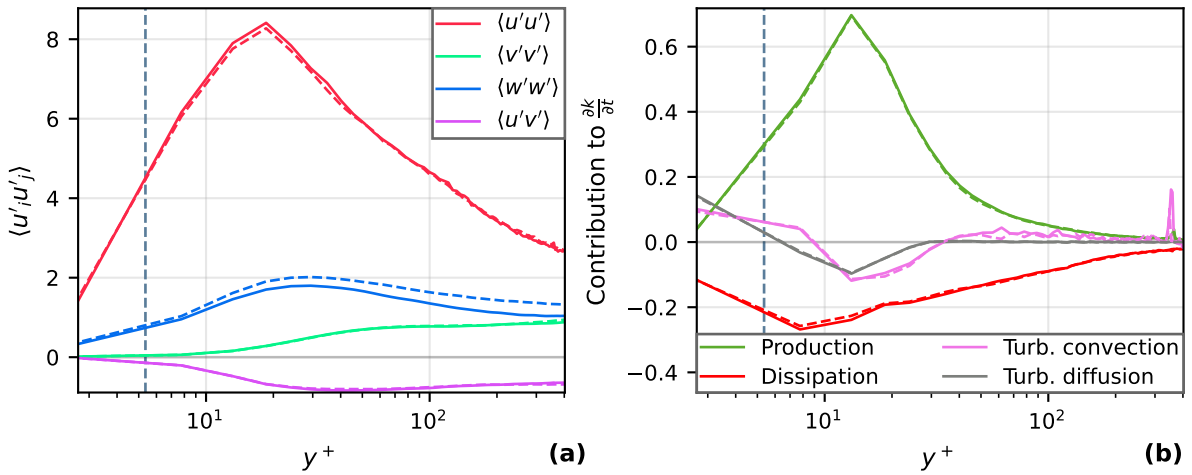 ⟨u′ᵢu′ⱼ⟩
8
6
4
2
0
10¹
10²
y⁺
(a)
⟨u′u′⟩
⟨v′v′⟩
⟨w′w′⟩
⟨u′v′⟩
Contribution to ∂k/∂t
0.6
0.4
0.2
0.0
−0.2
−0.4
Production
Dissipation
Turb. convection
Turb. diffusion
10¹
10²
y⁺
(b)